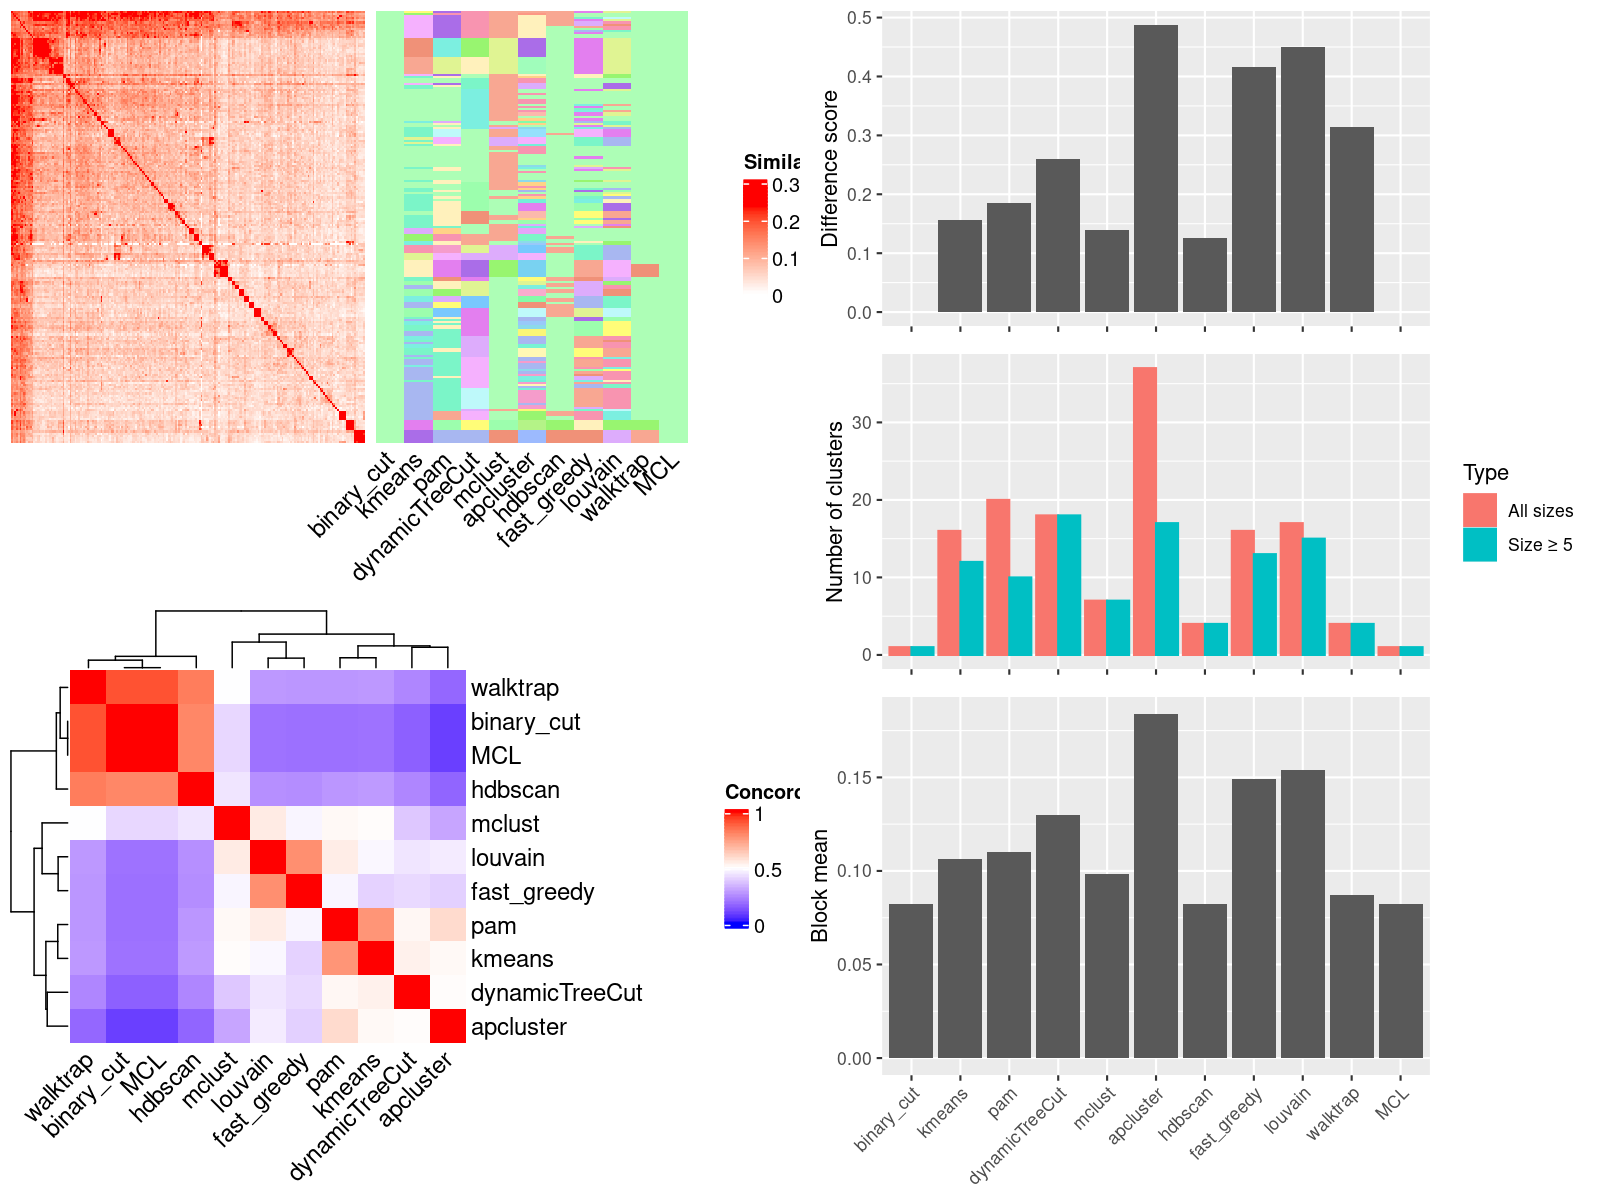 Simila
0.3
0.2
0.1
0
binary_cut
kmeans
pam
dynamicTreeCut
mclust
apcluster
hdbscan
fast_greedy
louvain
walktrap
MCL
walktrap
binary_cut
MCL
hdbscan
mclust
louvain
fast_greedy
pam
kmeans
dynamicTreeCut
apcluster
walktrap
binary_cut
MCL
hdbscan
mclust
louvain
fast_greedy
pam
kmeans
dynamicTreeCut
apcluster
Concord
1
0.5
0
Difference score
0.5
0.4
0.3
0.2
0.1
0.0
Number of clusters
30
20
10
0
Type
All sizes
Size ≥ 5
Block mean
0.15
0.10
0.05
0.00
binary_cut
kmeans
pam
dynamicTreeCut
mclust
apcluster
hdbscan
fast_greedy
louvain
walktrap
MCL